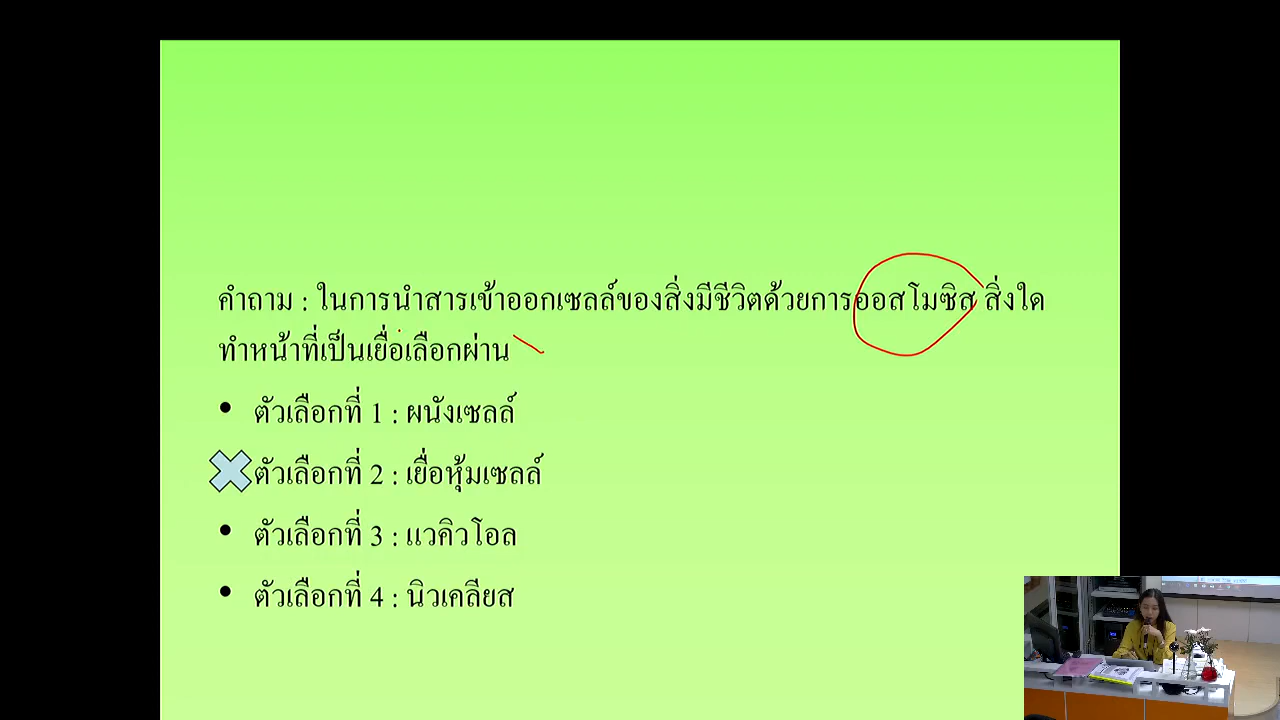 คำถาม : ในการนำสารเข้าออกเซลล์ของสิ่งมีชีวิตด้วยการออสโมซิส สิ่งใด
ทำหน้าที่เป็นเยื่อเลือกผ่าน
• ตัวเลือกที่ 1 : ผนังเซลล์
ตัวเลือกที่ 2 : เยื่อหุ้มเซลล์
• ตัวเลือกที่ 3 : แวคิวโอล
• ตัวเลือกที่ 4 : นิวเคลียส